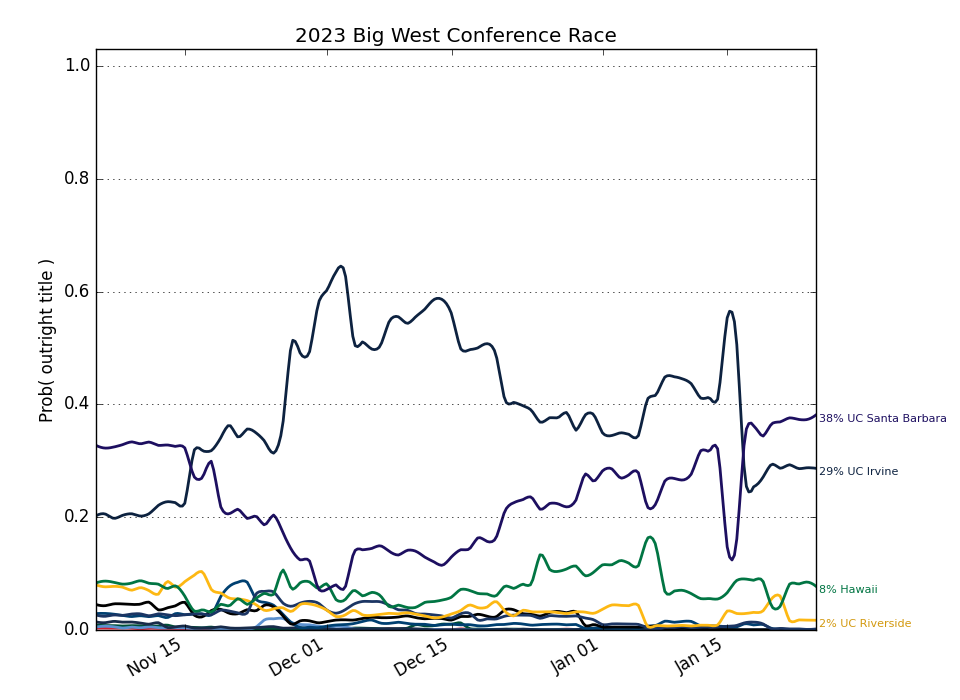 2023 Big West Conference Race
1.0
0.8
0.6
0.4
0.2
0.0
Prob( outright title )
38% UC Santa Barbara
29% UC Irvine
8% Hawaii
2% UC Riverside
Nov 15
Dec 01
Dec 15
Jan 01
Jan 15